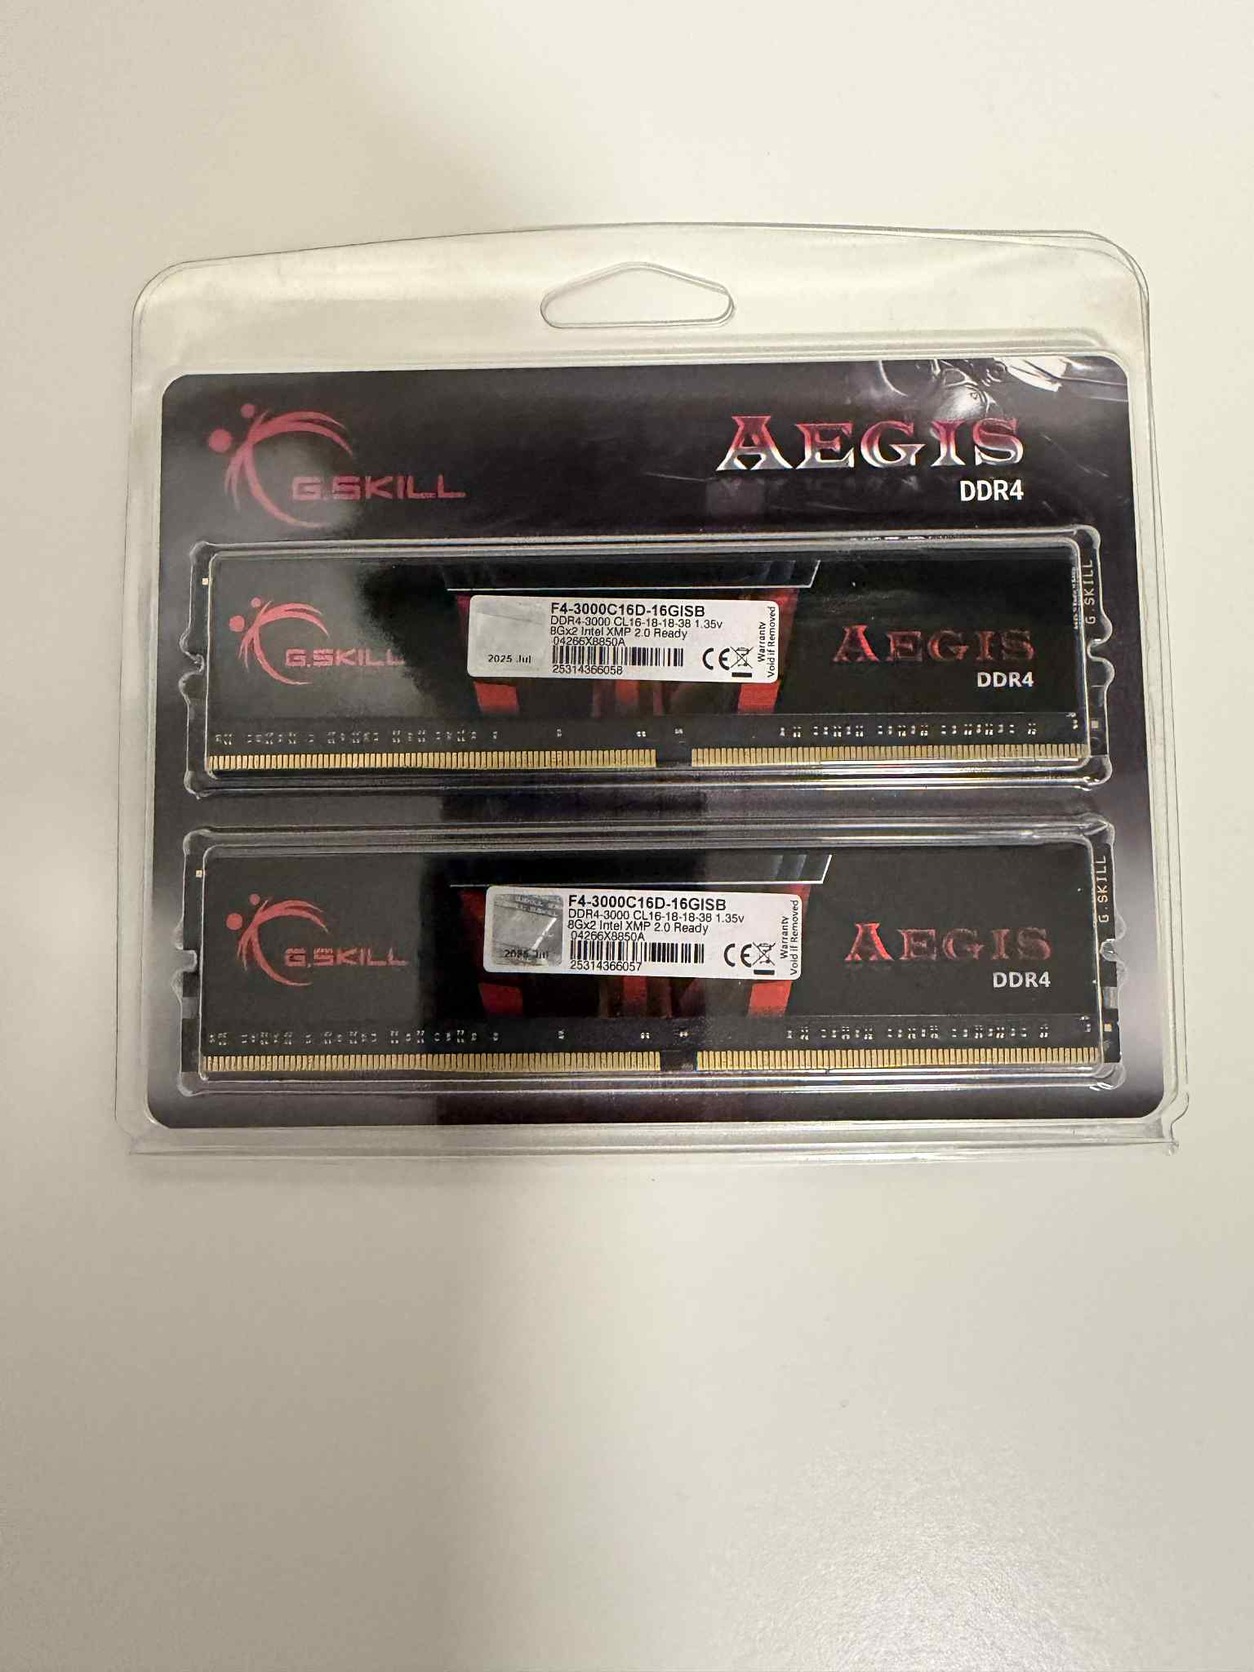 G.SKILL
AEGIS
DDR4
G.SKILL
F4-3000C16D-16GISB
DDR4-3000 CL16-18-18-38 1.35v
8Gx2 Intel XMP 2.0 Ready
04266X8850A
2025 Jul
25314366058
CE
Warranty
Void if Removed
AEGIS
DDR4
G.SKILL
G.SKILL
F4-3000C16D-16GISB
DDR4-3000 CL16-18-18-38 1.35v
8Gx2 Intel XMP 2.0 Ready
04266X8850A
2025 Jul
25314366057
CE
Warranty
Void if Removed
AEGIS
DDR4
G.SKILL